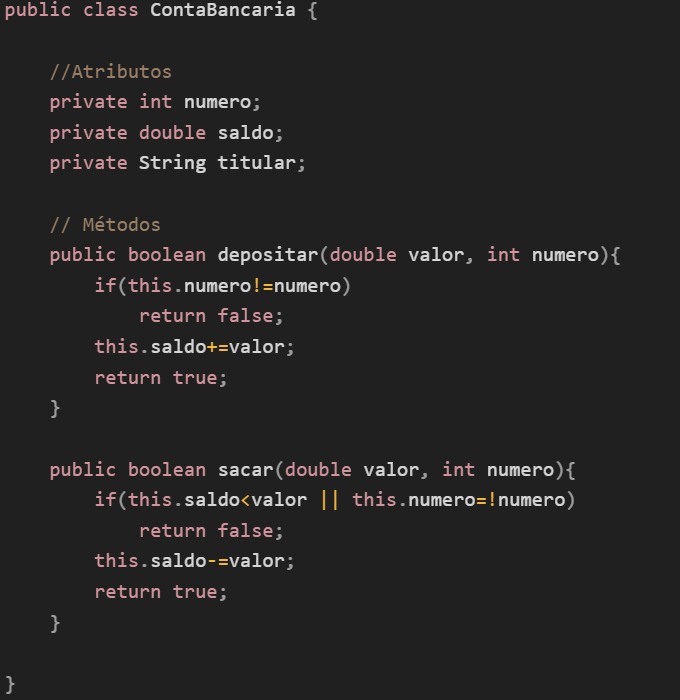 public class ContaBancaria {
//Atributos
private int numero;
private double saldo;
private String titular;
// Métodos
public boolean depositar(double valor, int numero){
if(this.numero!=numero)
return false;
this.saldo+=valor;
return true;
}
public boolean sacar(double valor, int numero){
if(this.saldo<valor || this.numero=!numero)
return false;
this.saldo-=valor;
return true;
}
}